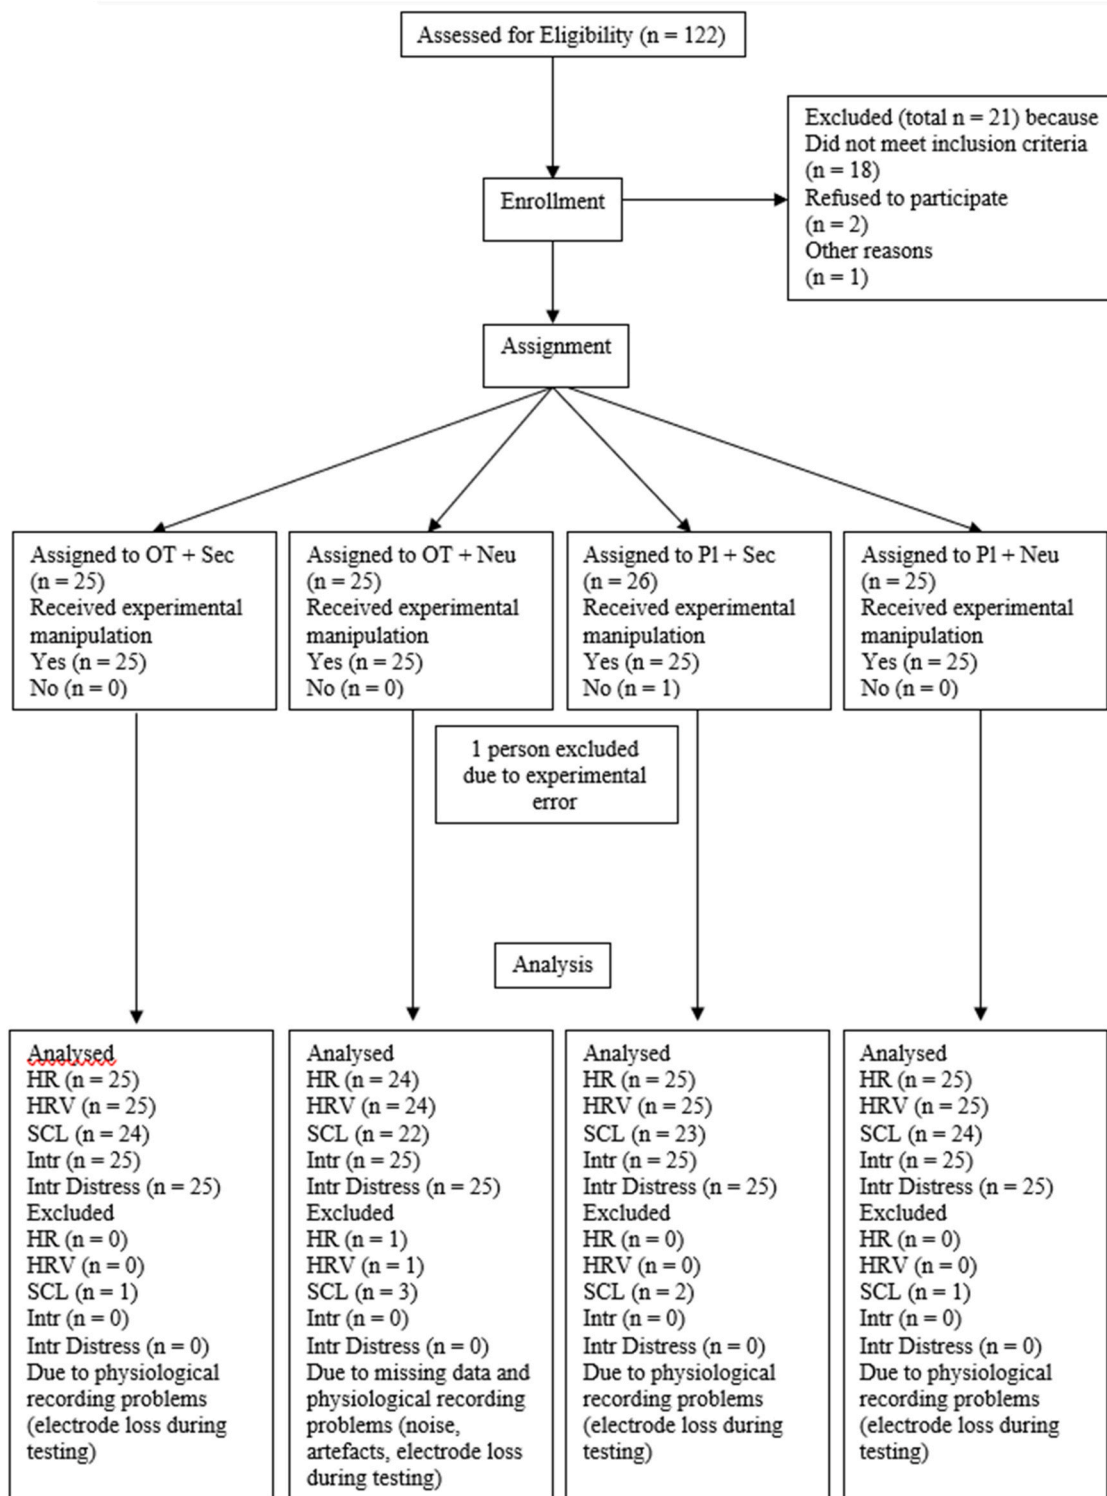 Assessed for Eligibility (n = 122)
Excluded (total n = 21) because
Did not meet inclusion criteria
(n = 18)
Refused to participate
(n = 2)
Other reasons
(n = 1)
Enrollment
Assignment
Assigned to OT + Sec
(n = 25)
Received experimental
manipulation
Yes (n = 25)
No (n = 0)
Assigned to OT + Neu
(n = 25)
Received experimental
manipulation
Yes (n = 25)
No (n = 0)
Assigned to Pl + Sec
(n = 26)
Received experimental
manipulation
Yes (n = 25)
No (n = 1)
Assigned to Pl + Neu
(n = 25)
Received experimental
manipulation
Yes (n = 25)
No (n = 0)
1 person excluded
due to experimental
error
Analysis
Analysed
HR (n = 25)
HRV (n = 25)
SCL (n = 24)
Intr (n = 25)
Intr Distress (n = 25)
Excluded
HR (n = 0)
HRV (n = 0)
SCL (n = 1)
Intr (n = 0)
Intr Distress (n = 0)
Due to physiological
recording problems
(electrode loss during
testing)
Analysed
HR (n = 24)
HRV (n = 24)
SCL (n = 22)
Intr (n = 25)
Intr Distress (n = 25)
Excluded
HR (n = 1)
HRV (n = 1)
SCL (n = 3)
Intr (n = 0)
Intr Distress (n = 0)
Due to missing data and
physiological recording
problems (noise,
artefacts, electrode loss
during testing)
Analysed
HR (n = 25)
HRV (n = 25)
SCL (n = 23)
Intr (n = 25)
Intr Distress (n = 25)
Excluded
HR (n = 0)
HRV (n = 0)
SCL (n = 2)
Intr (n = 0)
Intr Distress (n = 0)
Due to physiological
recording problems
(electrode loss during
testing)
Analysed
HR (n = 25)
HRV (n = 25)
SCL (n = 24)
Intr (n = 25)
Intr Distress (n = 25)
Excluded
HR (n = 0)
HRV (n = 0)
SCL (n = 1)
Intr (n = 0)
Intr Distress (n = 0)
Due to physiological
recording problems
(electrode loss during
testing)